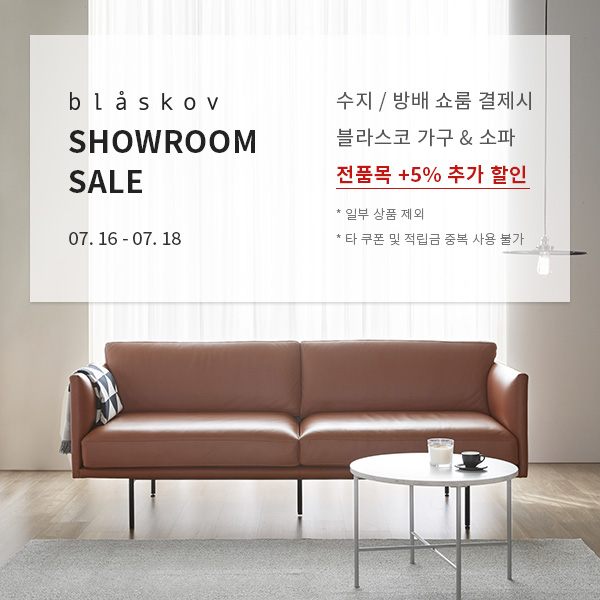 blåskov
SHOWROOM
SALE
07. 16 - 07. 18
수지 / 방배 쇼룸 결제시
블라스코 가구 & 소파
전품목 +5% 추가 할인
* 일부 상품 제외
* 타 쿠폰 및 적립금 중복 사용 불가